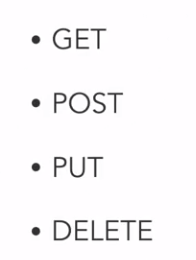 • GET
• POST
• PUT
• DELETE